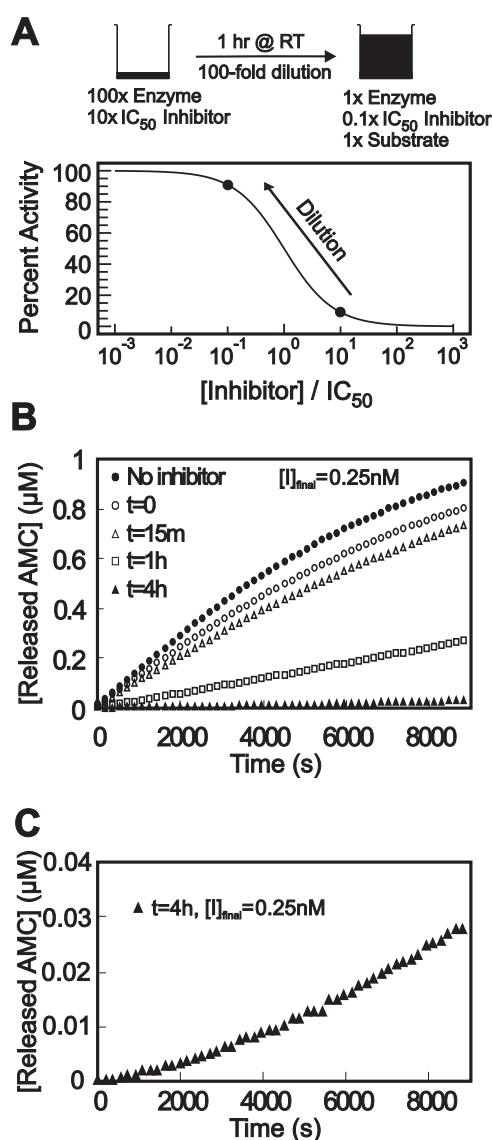 A
1 hr @ RT
100-fold dilution
100x Enzyme
10x IC50 Inhibitor
1x Enzyme
0.1x IC50 Inhibitor
1x Substrate
Percent Activity
100
80
60
40
20
0
Dilution
10-3
10-2
10-1
100
101
102
103
[Inhibitor] / IC50
B
[Released AMC] (µM)
1
0.8
0.6
0.4
0.2
0
No inhibitor
[I]final=0.25nM
t=0
t=15m
t=1h
t=4h
0
2000
4000
6000
8000
Time (s)
C
[Released AMC] (µM)
0.04
0.03
0.02
0.01
0
t=4h, [I]final=0.25nM
0
2000
4000
6000
8000
Time (s)